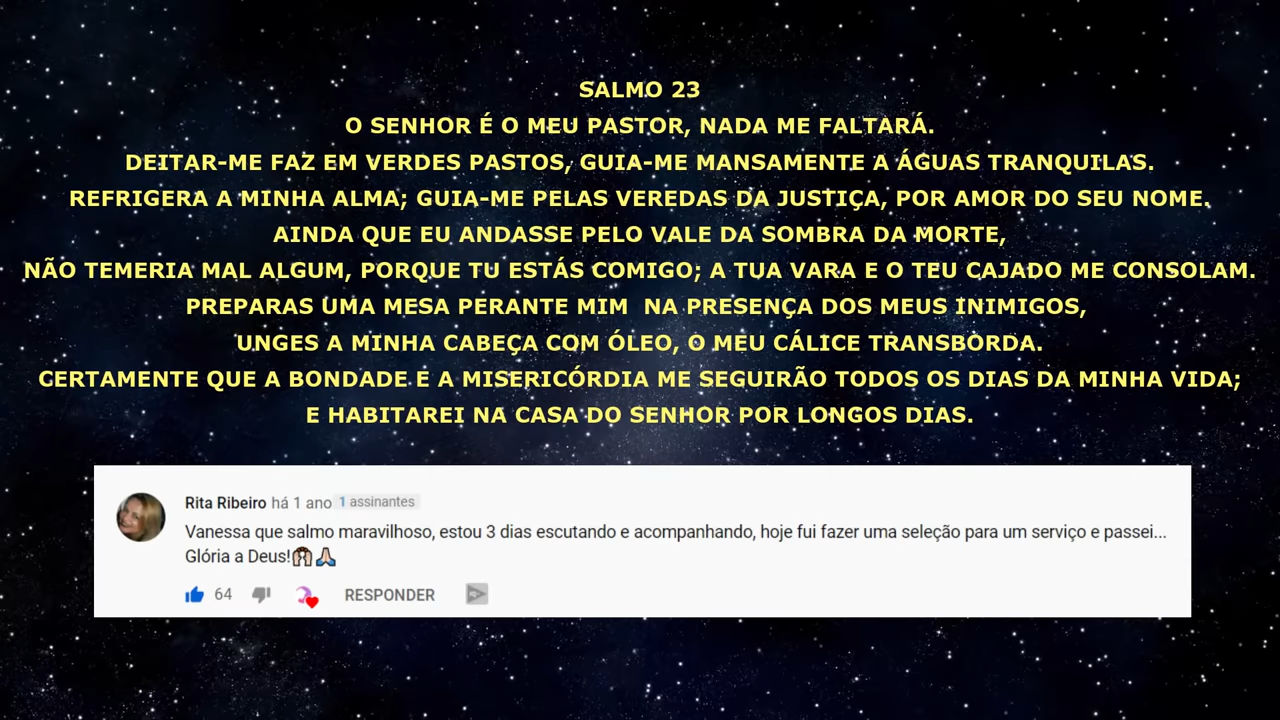 SALMO 23
O SENHOR É O MEU PASTOR, NADA ME FALTARÁ.
DEITAR-ME FAZ EM VERDES PASTOS, GUIA-ME MANSAMENTE A ÁGUAS TRANQUILAS.
REFRIGERA A MINHA ALMA; GUIA-ME PELAS VEREDAS DA JUSTIÇA, POR AMOR DO SEU NOME.
AINDA QUE EU ANDASSE PELO VALE DA SOMBRA DA MORTE,
NÃO TEMERIA MAL ALGUM, PORQUE TU ESTÁS COMIGO; A TUA VARA E O TEU CAJADO ME CONSOLAM.
PREPARAS UMA MESA PERANTE MIM  NA PRESENÇA DOS MEUS INIMIGOS,
UNGES A MINHA CABEÇA COM ÓLEO, O MEU CÁLICE TRANSBORDA.
CERTAMENTE QUE A BONDADE E A MISERICÓRDIA ME SEGUIRÃO TODOS OS DIAS DA MINHA VIDA;
E HABITAREI NA CASA DO SENHOR POR LONGOS DIAS.
Rita Ribeiro há 1 ano 1 assinantes
Vanessa que salmo maravilhoso, estou 3 dias escutando e acompanhando, hoje fui fazer uma seleção para um serviço e passei...
Glória a Deus!🙌🙏
64 RESPONDER